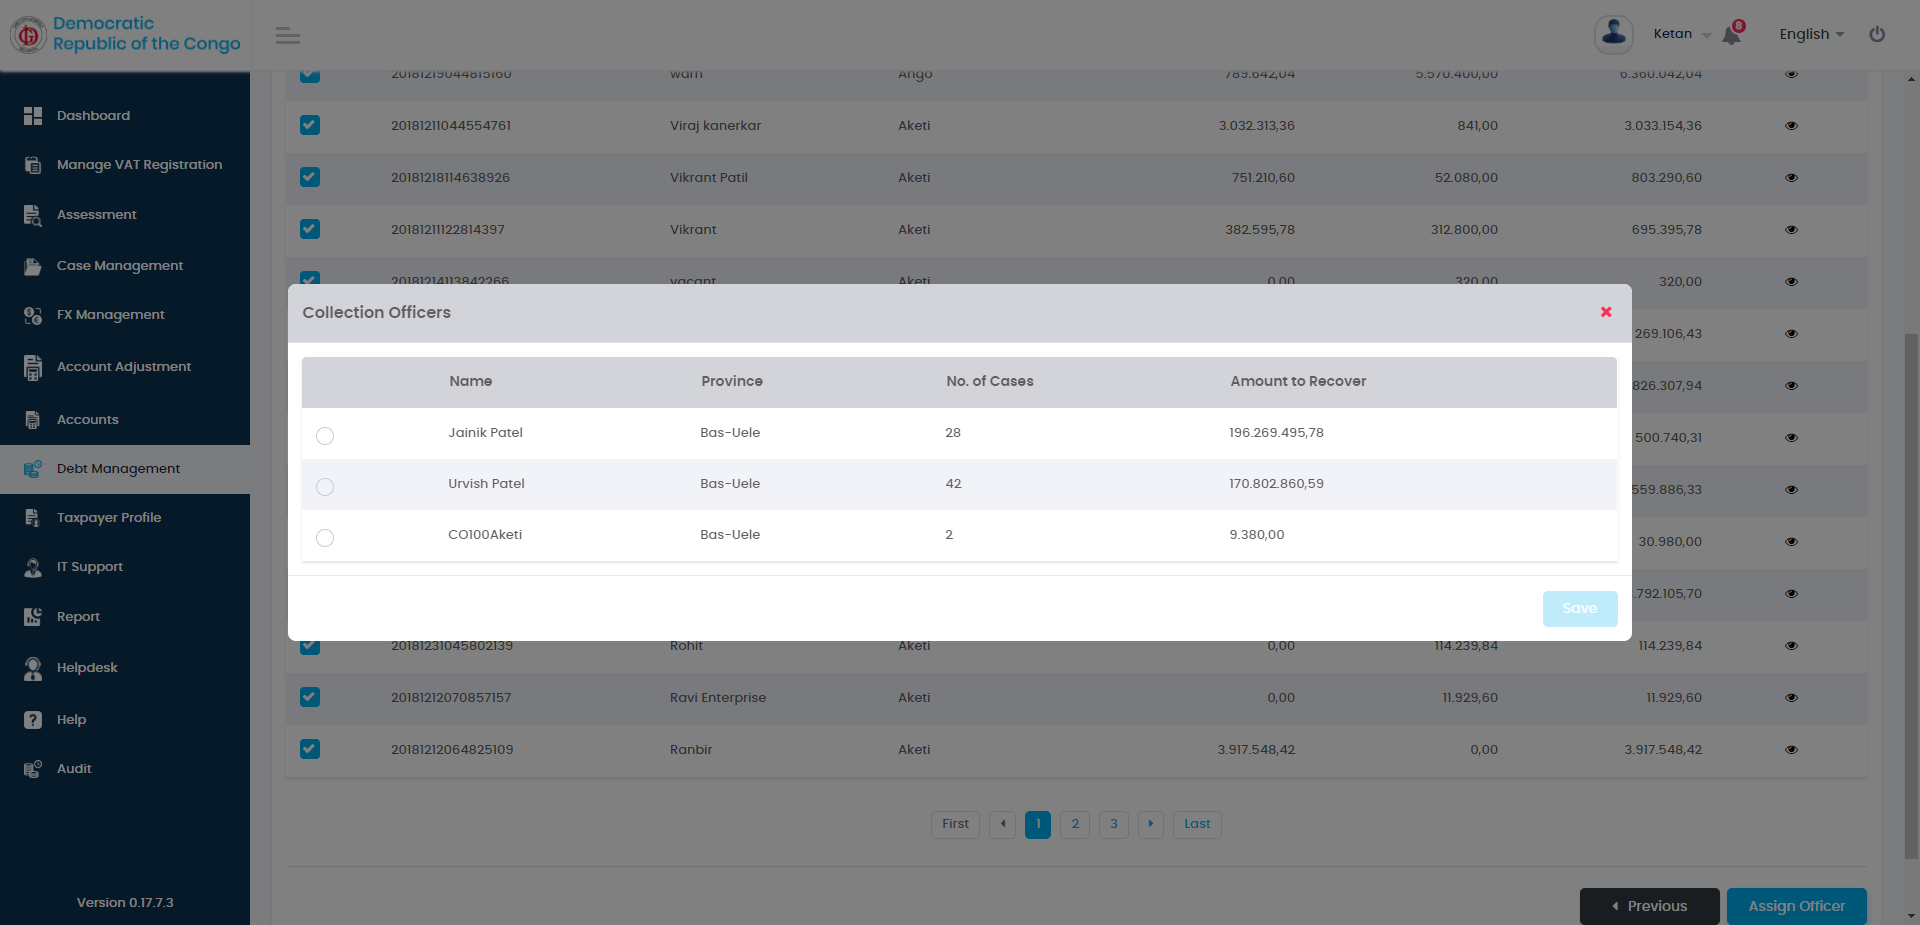 Democratic
Republic of the Congo
Ketan
8
English
Dashboard
Manage VAT Registration
Assessment
Case Management
FX Management
Account Adjustment
Accounts
Debt Management
Taxpayer Profile
IT Support
Report
Helpdesk
Help
Audit
Version 0.17.7.3
20181219044815160 warn Ango 789.642,04 5.570.400,00 6.360.042,04
20181211044554761 Viraj kanerkar Aketi 3.032.313,36 841,00 3.033.154,36
20181218114638926 Vikrant Patil Aketi 751.210,60 52.080,00 803.290,60
20181211122814397 Vikrant Aketi 382.595,78 312.800,00 695.395,78
20181214113842266 vacant Aketi 0,00 320,00 320,00
269.106,43
826.307,94
500.740,31
559.886,33
30.980,00
.792.105,70
Collection Officers
Name Province No. of Cases Amount to Recover
Jainik Patel Bas-Uele 28 196.269.495,78
Urvish Patel Bas-Uele 42 170.802.860,59
CO100Aketi Bas-Uele 2 9.380,00
Save
20181231045802139 Rohit Aketi 0,00 114.239,84 114.239,84
20181212070857157 Ravi Enterprise Aketi 0,00 11.929,60 11.929,60
20181212064825109 Ranbir Aketi 3.917.548,42 0,00 3.917.548,42
First 1 2 3 Last
Previous Assign Officer